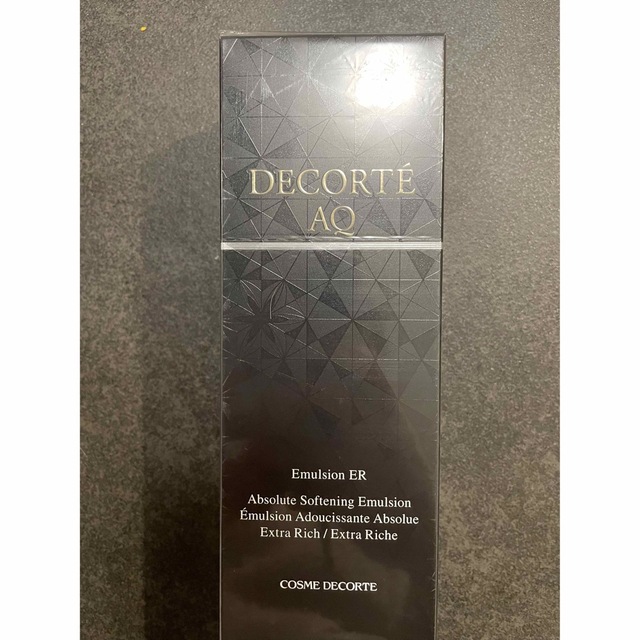 DECORTÉ
AQ
Emulsion ER
Absolute Softening Emulsion
Émulsion Adoucissante Absolue
Extra Rich / Extra Riche
COSME DECORTE